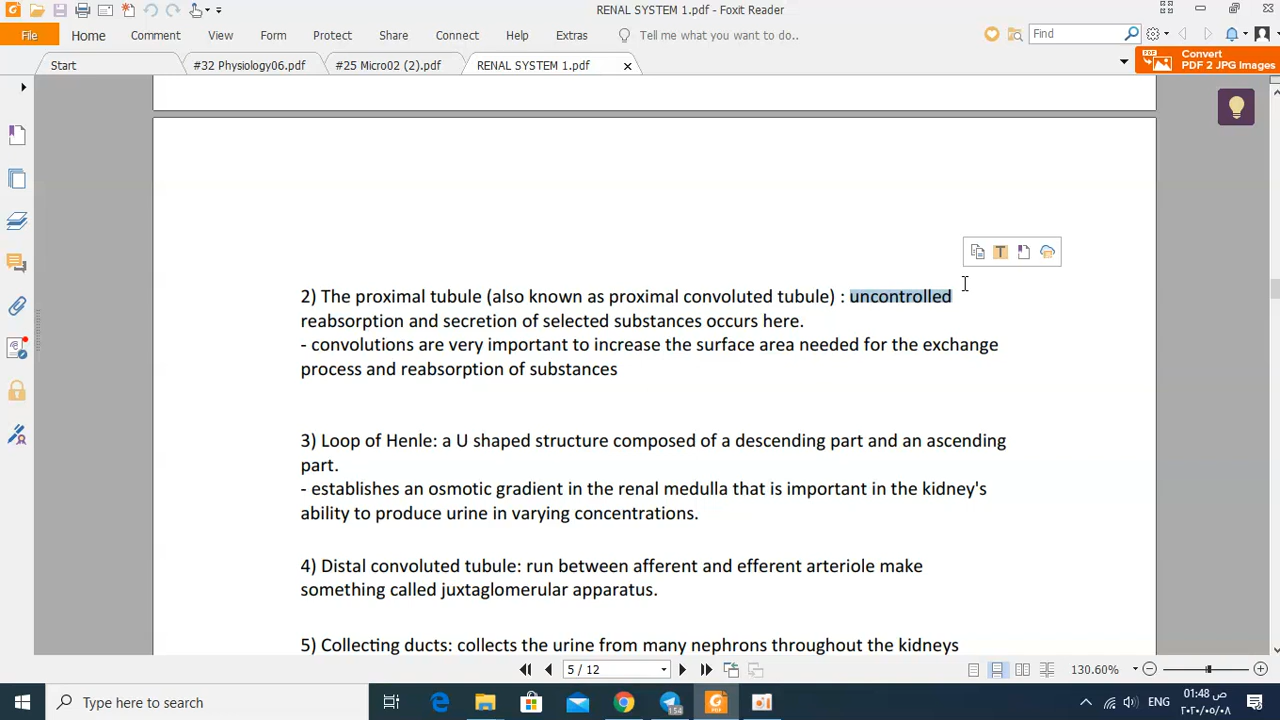 RENAL SYSTEM 1.pdf - Foxit Reader
File Home Comment View Form Protect Share Connect Help Extras Tell me what you want to do.. Find
Start #32 Physiology06.pdf #25 Micro02 (2).pdf RENAL SYSTEM 1.pdf
Convert
PDF 2 JPG Images
2) The proximal tubule (also known as proximal convoluted tubule) : uncontrolled
reabsorption and secretion of selected substances occurs here.
- convolutions are very important to increase the surface area needed for the exchange
process and reabsorption of substances
3) Loop of Henle: a U shaped structure composed of a descending part and an ascending
part.
- establishes an osmotic gradient in the renal medulla that is important in the kidney's
ability to produce urine in varying concentrations.
4) Distal convoluted tubule: run between afferent and efferent arteriole make
something called juxtaglomerular apparatus.
5) Collecting ducts: collects the urine from many nephrons throughout the kidneys
5 / 12 130.60%
Type here to search
154
ENG
01:48 ص
٢٠٢٠/٠٥/٠٨